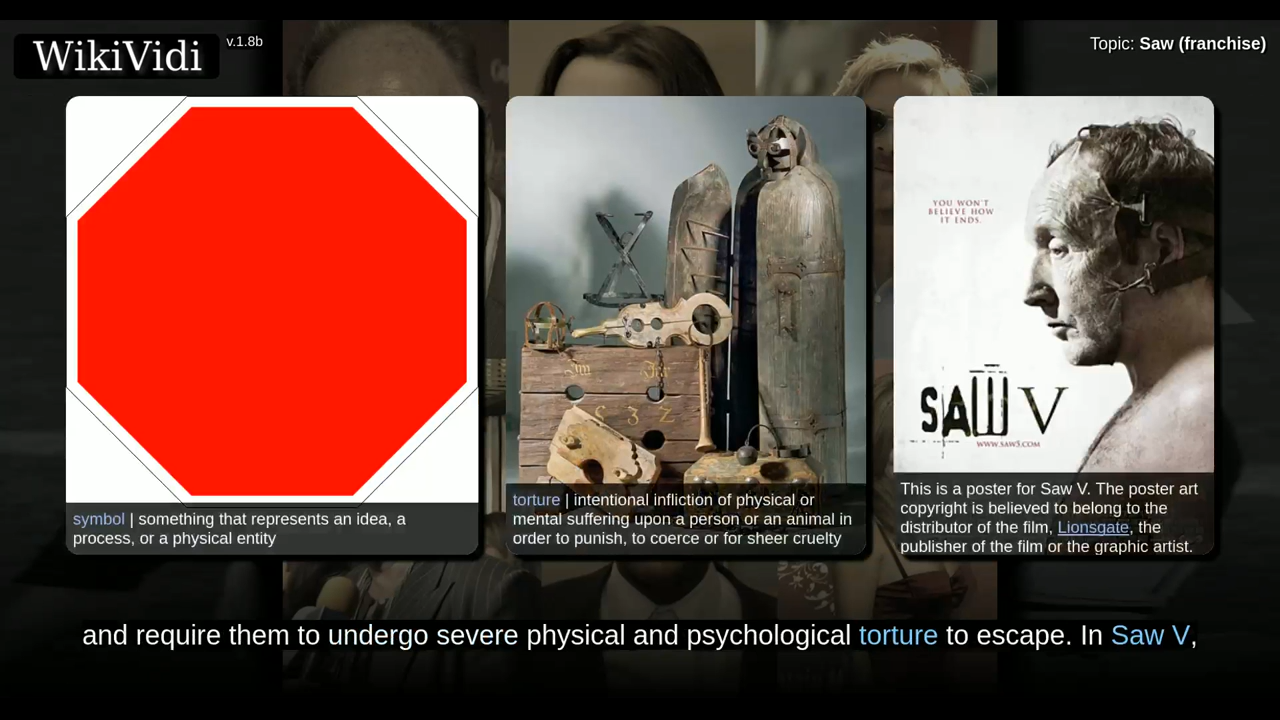 WikiVidi
v.1.8b
Topic: Saw (franchise)
YOU WON'T
BELIEVE HOW
IT ENDS.
SAW V
WWW.SAW5.COM
symbol | something that represents an idea, a
process, or a physical entity
torture | intentional infliction of physical or
mental suffering upon a person or an animal in
order to punish, to coerce or for sheer cruelty
This is a poster for Saw V. The poster art
copyright is believed to belong to the
distributor of the film, Lionsgate, the
publisher of the film or the graphic artist.
and require them to undergo severe physical and psychological torture to escape. In Saw V,